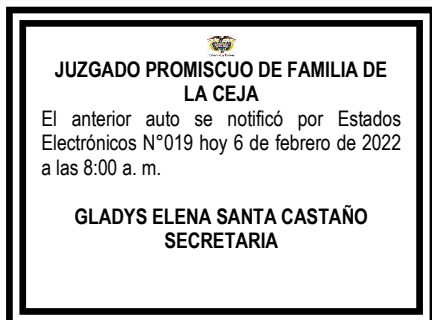 JUZGADO PROMISCUO DE FAMILIA DE
LA CEJA
El anterior auto se notificó por Estados
Electrónicos N°019 hoy 6 de febrero de 2022
a las 8:00 a. m.
GLADYS ELENA SANTA CASTAÑO
SECRETARIA